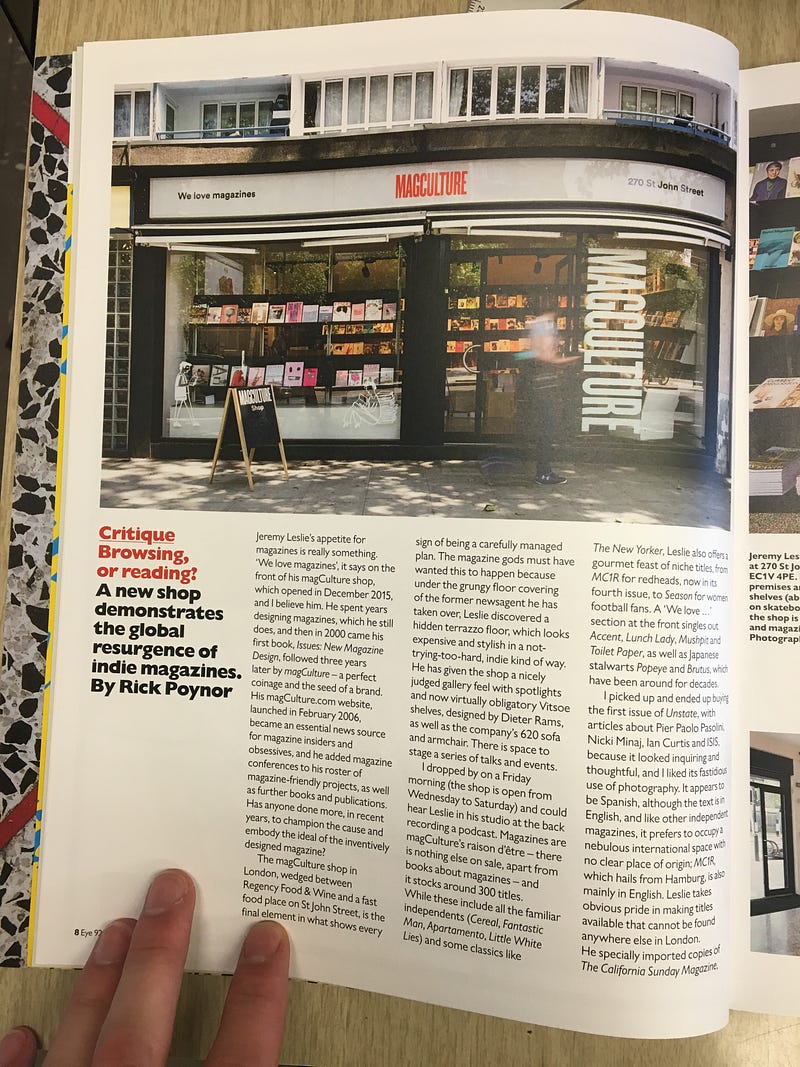 We love magazines
MAGCULTURE
270 St John Street
MAGCULTURE
MAGCULTURE
Shop
Critique
Browsing,
or reading?
A new shop
demonstrates
the global
resurgence of
indie magazines.
By Rick Poynor
Jeremy Leslie's appetite for
magazines is really something.
'We love magazines', it says on the
front of his magCulture shop,
which opened in December 2015,
and I believe him. He spent years
designing magazines, which he still
does, and then in 2000 came his
first book, Issues: New Magazine
Design, followed three years
later by magCulture – a perfect
coinage and the seed of a brand.
His magCulture.com website,
launched in February 2006,
became an essential news source
for magazine insiders and
obsessives, and he added magazine
conferences to his roster of
magazine-friendly projects, as well
as further books and publications.
Has anyone done more, in recent
years, to champion the cause and
embody the ideal of the inventively
designed magazine?
The magCulture shop in
London, wedged between
Regency Food & Wine and a fast
food place on St John Street, is the
final element in what shows every
sign of being a carefully managed
plan. The magazine gods must have
wanted this to happen because
under the grungy floor covering
of the former newsagent he has
taken over, Leslie discovered a
hidden terrazzo floor, which looks
expensive and stylish in a not-
trying-too-hard, indie kind of way.
He has given the shop a nicely
judged gallery feel with spotlights
and now virtually obligatory Vitsoe
shelves, designed by Dieter Rams,
as well as the company's 620 sofa
and armchair. There is space to
stage a series of talks and events.
I dropped by on a Friday
morning (the shop is open from
Wednesday to Saturday) and could
hear Leslie in his studio at the back
recording a podcast. Magazines are
magCulture's raison d'être – there
is nothing else on sale, apart from
books about magazines – and
it stocks around 300 titles.
While these include all the familiar
independents (Cereal, Fantastic
Man, Apartamento, Little White
Lies) and some classics like
The New Yorker, Leslie also offers a
gourmet feast of niche titles, from
MC1R for redheads, now in its
fourth issue, to Season for women
football fans. A 'We love ...'
section at the front singles out
Accent, Lunch Lady, Mushpit and
Toilet Paper, as well as Japanese
stalwarts Popeye and Brutus, which
have been around for decades.
I picked up and ended up buying
the first issue of Unstate, with
articles about Pier Paolo Pasolini,
Nicki Minaj, Ian Curtis and ISIS,
because it looked inquiring and
thoughtful, and I liked its fastidious
use of photography. It appears to
be Spanish, although the text is in
English, and like other independent
magazines, it prefers to occupy a
nebulous international space with
no clear place of origin; MC1R,
which hails from Hamburg, is also
mainly in English. Leslie takes
obvious pride in making titles
available that cannot be found
anywhere else in London.
He specially imported copies of
The California Sunday Magazine,
8 Eye 92
Jeremy Les
at 270 St Jo
EC1V 4PE.
premises a
shelves (ab
on skatebo
the shop is
and magaz
Photograp